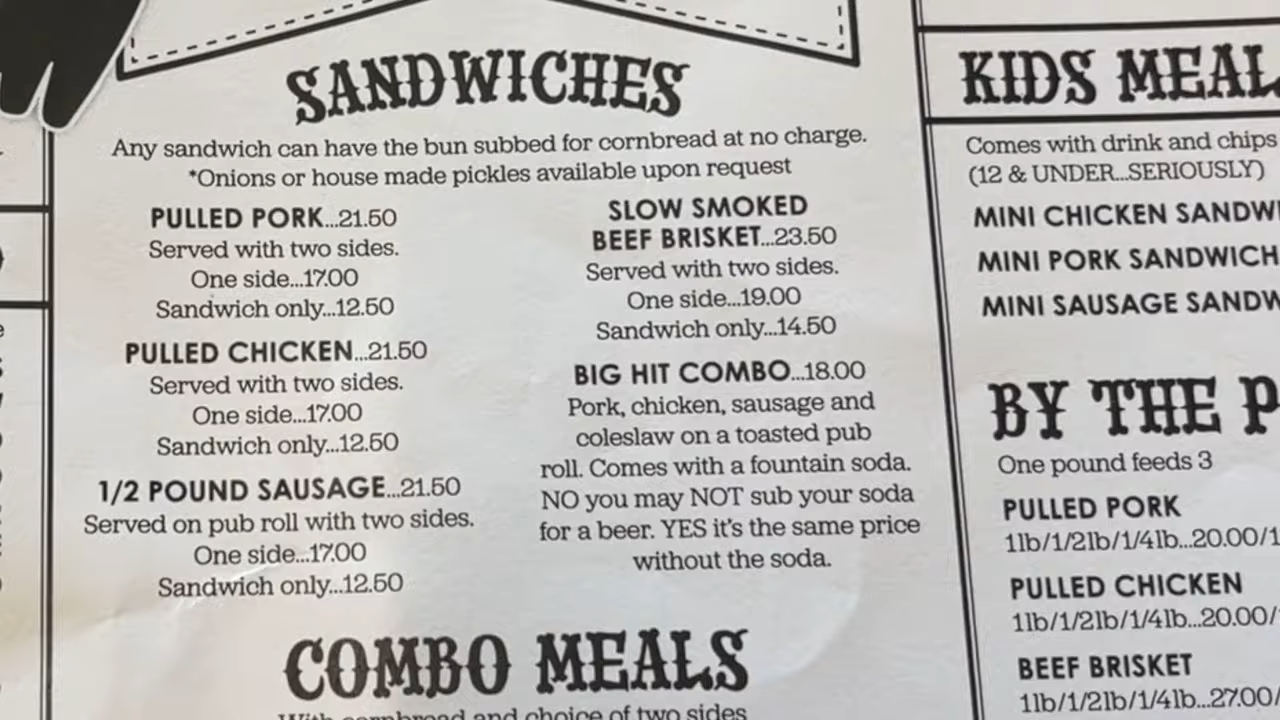 SANDWICHES
Any sandwich can have the bun subbed for cornbread at no charge.
*Onions or house made pickles available upon request
PULLED PORK...21.50
Served with two sides.
One side...17.00
Sandwich only...12.50
PULLED CHICKEN...21.50
Served with two sides.
One side...17.00
Sandwich only...12.50
1/2 POUND SAUSAGE...21.50
Served on pub roll with two sides.
One side...17.00
Sandwich only...12.50
SLOW SMOKED
BEEF BRISKET...23.50
Served with two sides.
One side...19.00
Sandwich only...14.50
BIG HIT COMBO...18.00
Pork, chicken, sausage and
coleslaw on a toasted pub
roll. Comes with a fountain soda.
NO you may NOT sub your soda
for a beer. YES it's the same price
without the soda.
COMBO MEALS
With cornbread and choice of two sides
KIDS MEAL
Comes with drink and chips
(12 & UNDER...SERIOUSLY)
MINI CHICKEN
MINI PORK SANDWICH
MINI SAUSAGE
BY THE P
One pound feeds 3
PULLED PORK
1lb/1/2lb/1/4lb...20.00/1
PULLED CHICKEN
1lb/1/2lb/1/4lb...20.00/
BEEF BRISKET
1lb/1/2lb/1/4lb...27.00/